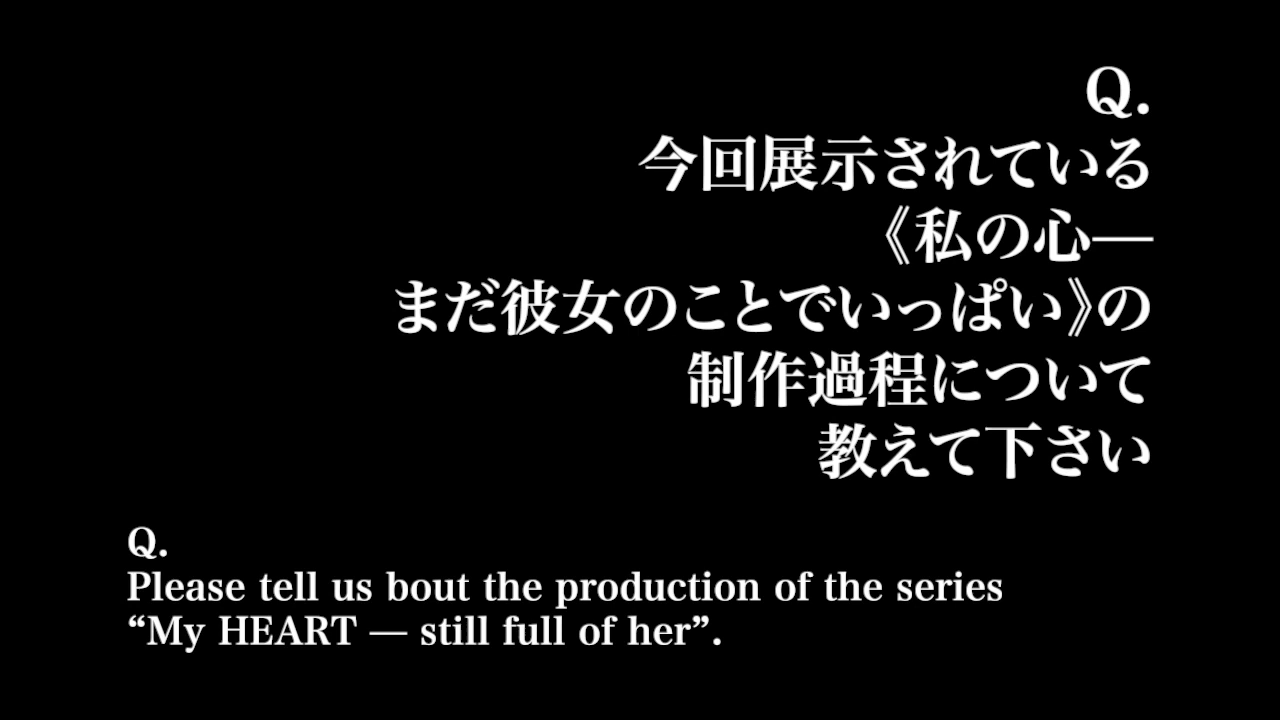 Q.
今回展示されている
《私の心―
まだ彼女のことでいっぱい》の
制作過程について
教えて下さい
Q.
Please tell us bout the production of the series
“My HEART — still full of her”.